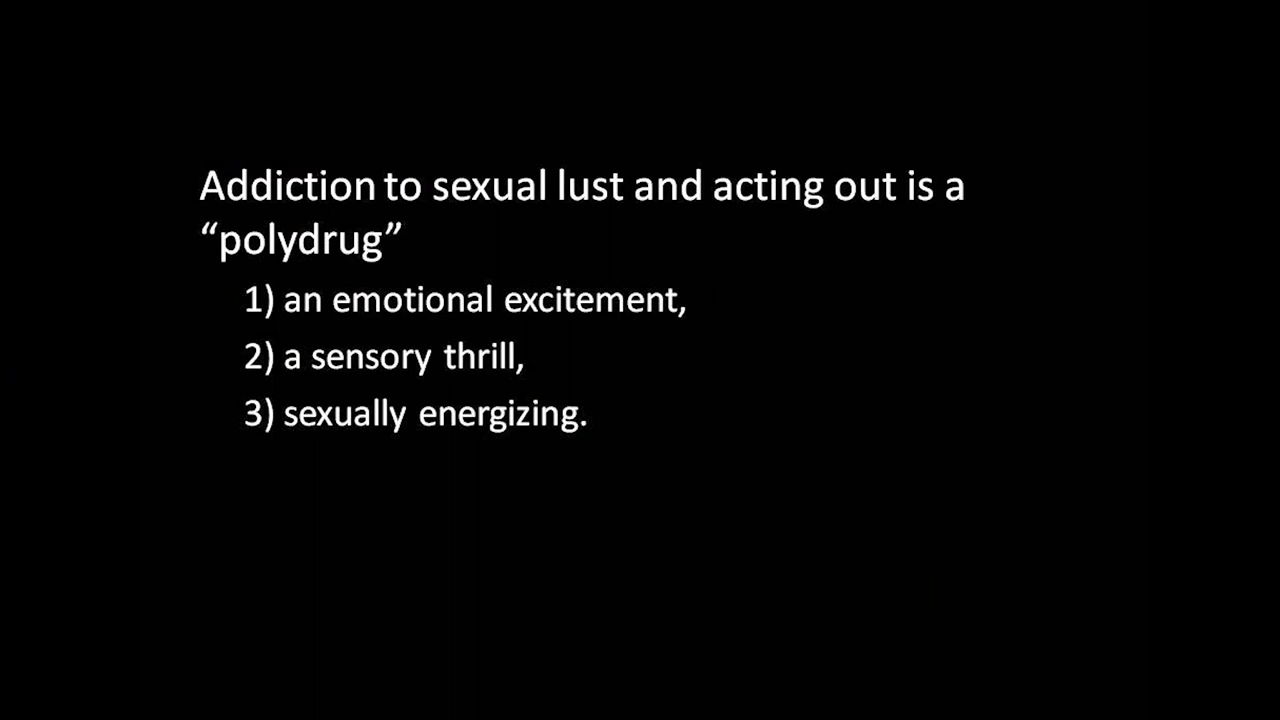 Addiction to sexual lust and acting out is a
“polydrug”
1) an emotional excitement,
2) a sensory thrill,
3) sexually energizing.